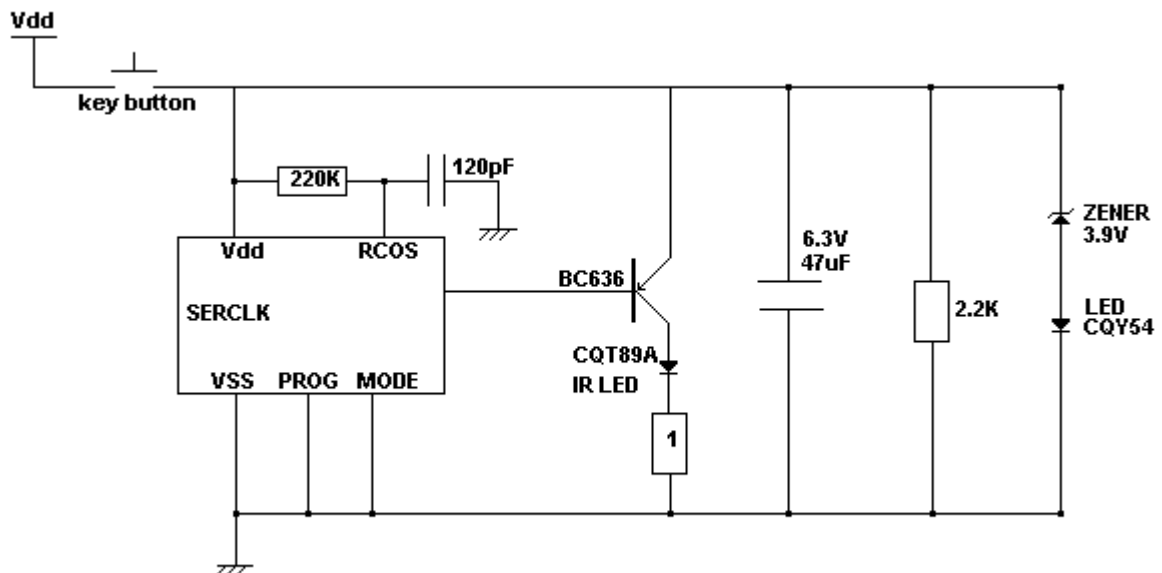 Vdd
key button
220K
120pF
Vdd
RCOS
SERCLK
VSS
PROG
MODE
BC636
CQT89A
IR LED
1
6.3V
47uF
2.2K
ZENER
3.9V
LED
CQY54